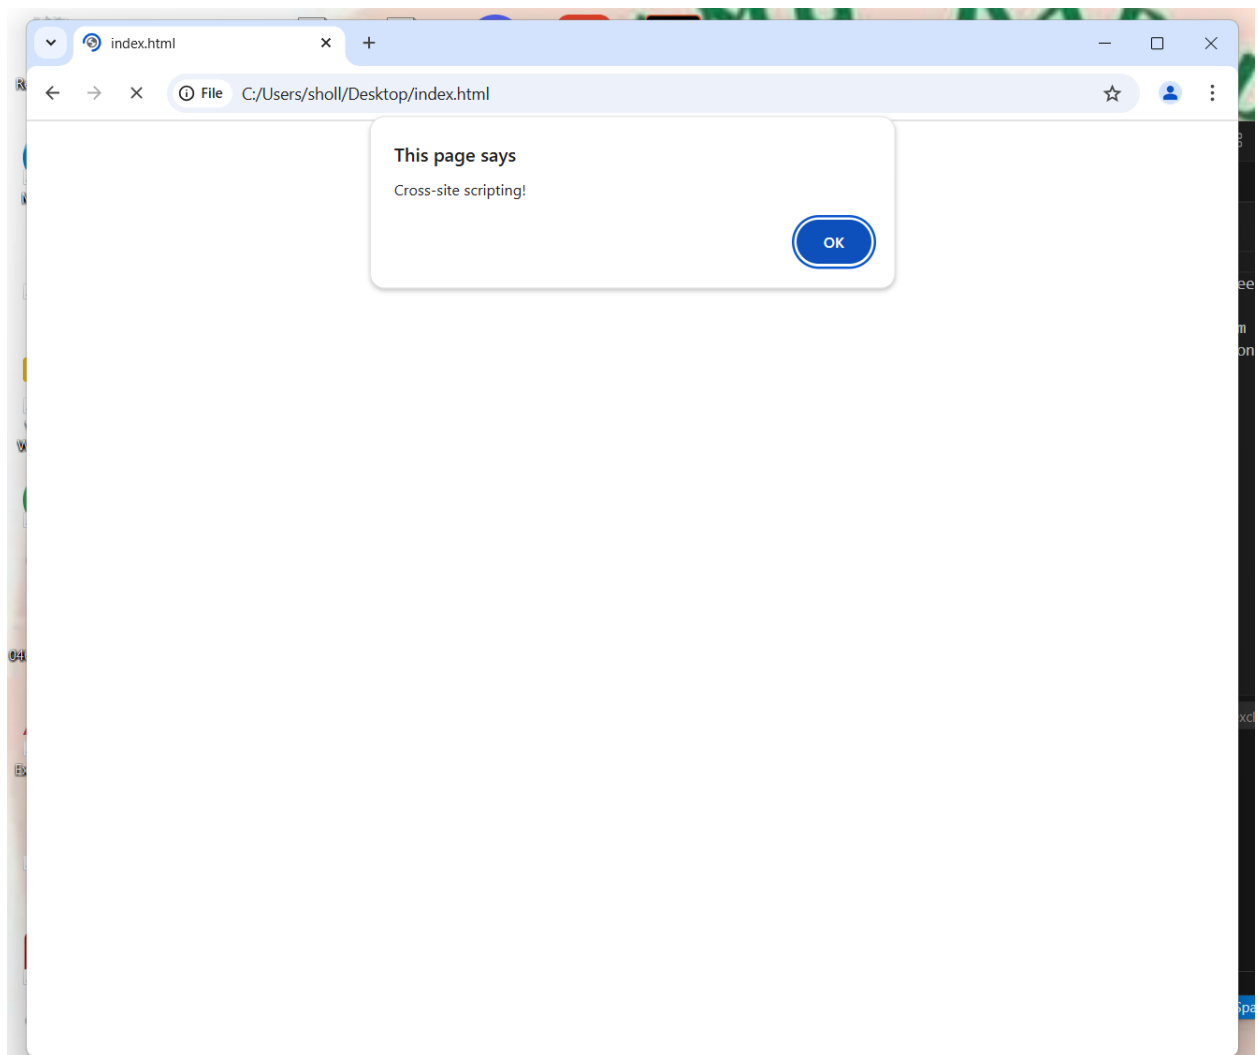 index.html
File
C:/Users/sholl/Desktop/index.html
This page says
Cross-site scripting!
OK